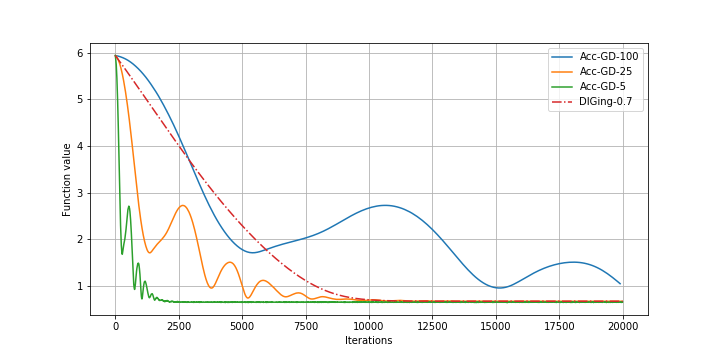 6
5
4
3
2
1
Function value
Acc-GD-100
Acc-GD-25
Acc-GD-5
DIGing-0.7
0 2500 5000 7500 10000 12500 15000 17500 20000
Iterations